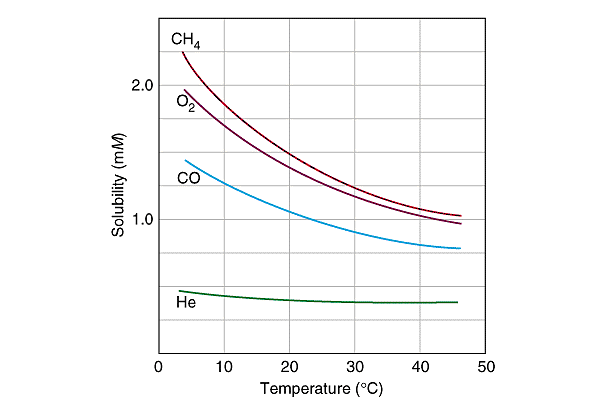 CH₄
2.0
O₂
CO
1.0
He
Solubility (mM)
0 10 20 30 40 50
Temperature (°C)